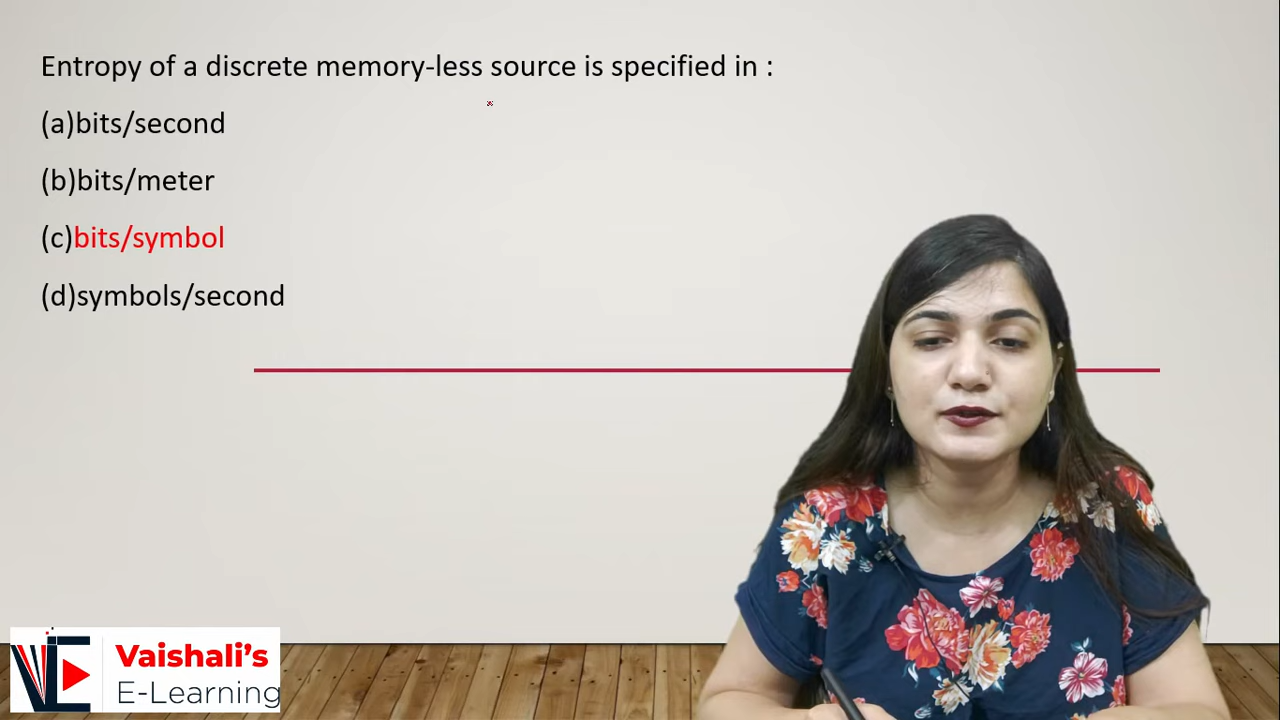 Entropy of a discrete memory-less source is specified in :
(a)bits/second
(b)bits/meter
(c)bits/symbol
(d)symbols/second
Vaishali's
E-Learning